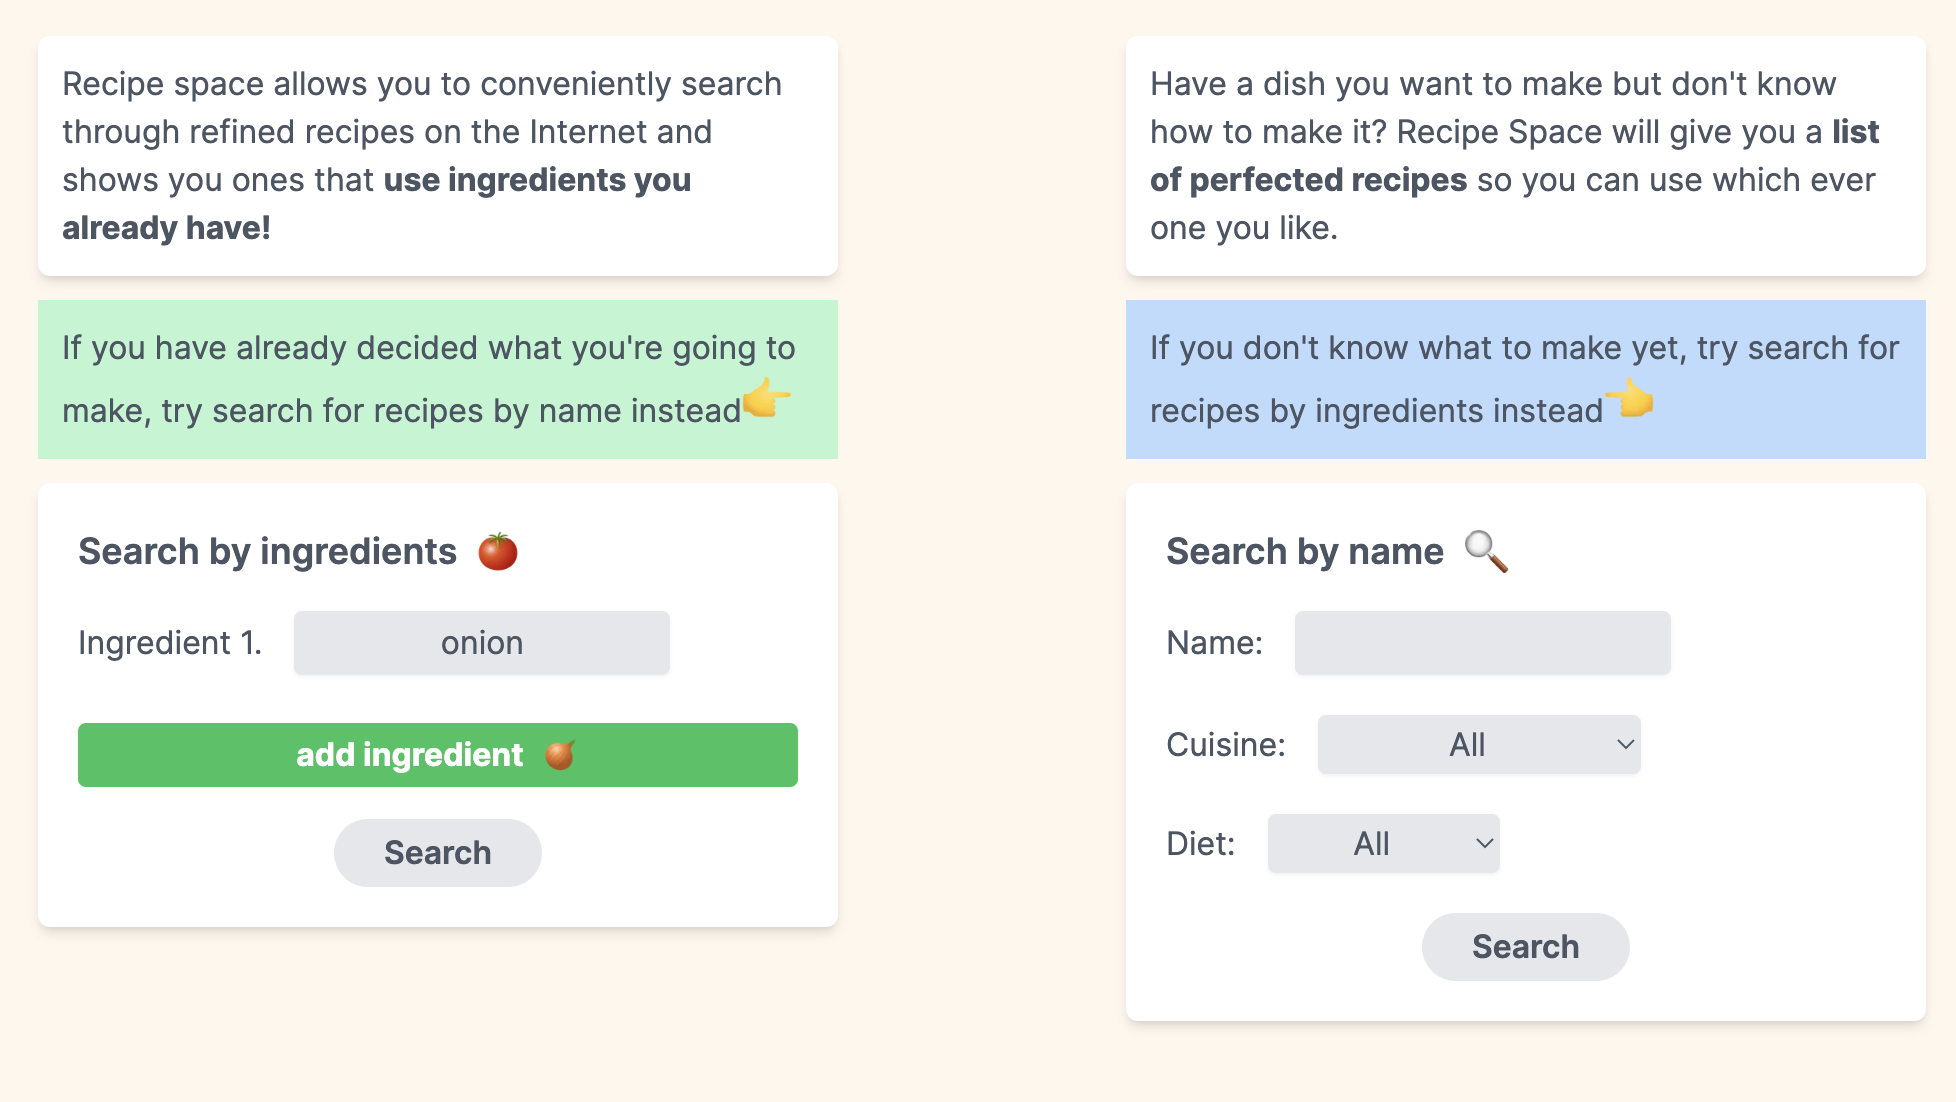 Recipe space allows you to conveniently search
through refined recipes on the Internet and
shows you ones that use ingredients you
already have!
If you have already decided what you're going to
make, try search for recipes by name instead👉
Search by ingredients 🍅
Ingredient 1. onion
add ingredient 🧅
Search
Have a dish you want to make but don't know
how to make it? Recipe Space will give you a list
of perfected recipes so you can use which ever
one you like.
If you don't know what to make yet, try search for
recipes by ingredients instead👈
Search by name 🔍
Name:
Cuisine: All
Diet: All
Search